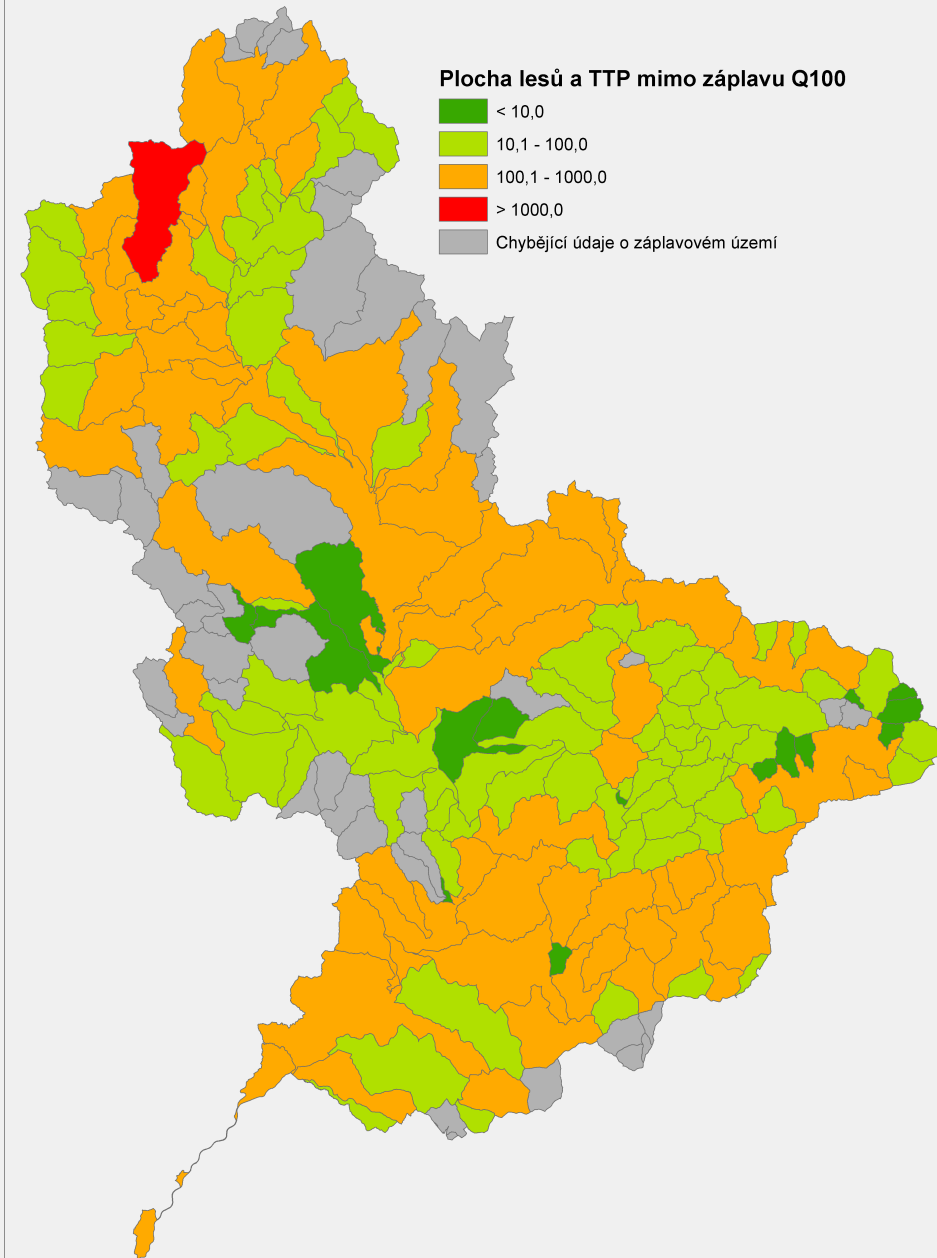 Plocha lesů a TTP mimo záplavu Q100
< 10,0
10,1 - 100,0
100,1 - 1000,0
> 1000,0
Chybějící údaje o záplavovém území